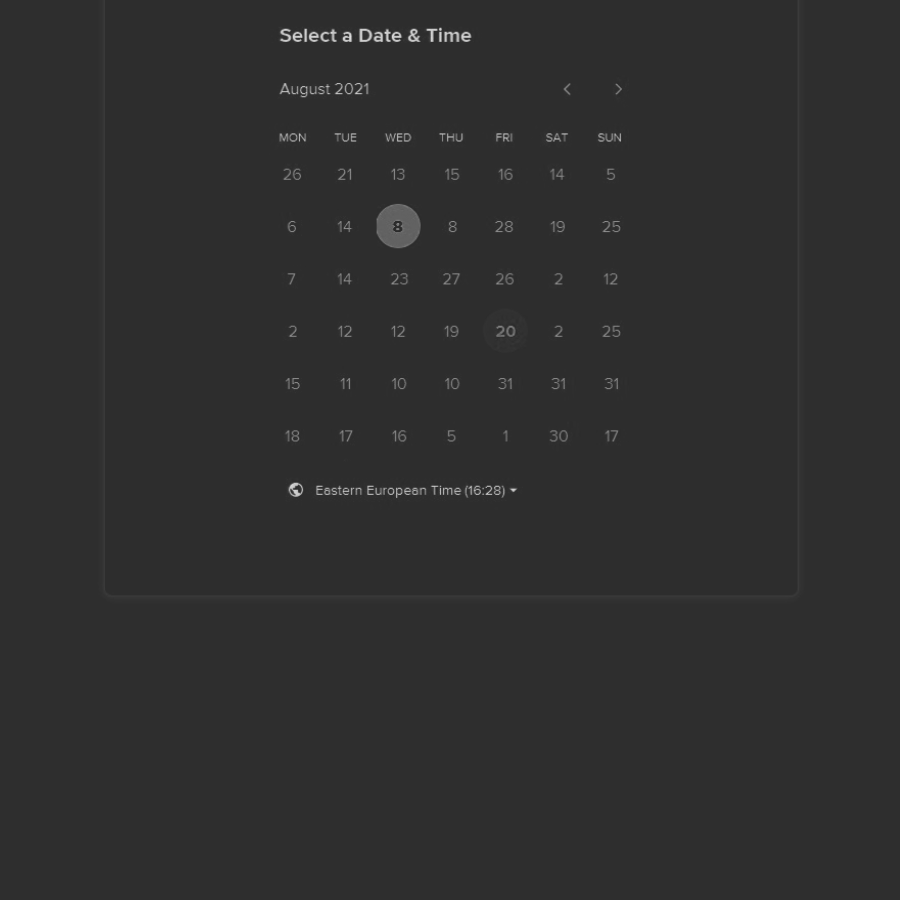 Select a Date & Time
August 2021
MON TUE WED THU FRI SAT SUN
26 21 13 15 16 14 5
6 14 8 8 28 19 25
7 14 23 27 26 2 12
2 12 12 19 20 2 25
15 11 10 10 31 31 31
18 17 16 5 1 30 17
Eastern European Time (16:28)